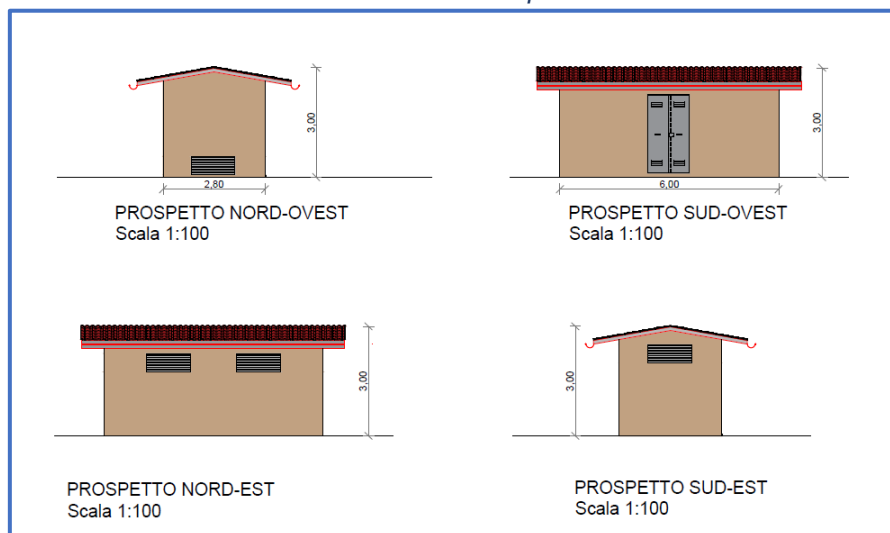 3,00
2,80
PROSPETTO NORD-OVEST
Scala 1:100
3,00
6,00
PROSPETTO SUD-OVEST
Scala 1:100
3,00
PROSPETTO NORD-EST
Scala 1:100
3,00
PROSPETTO SUD-EST
Scala 1:100